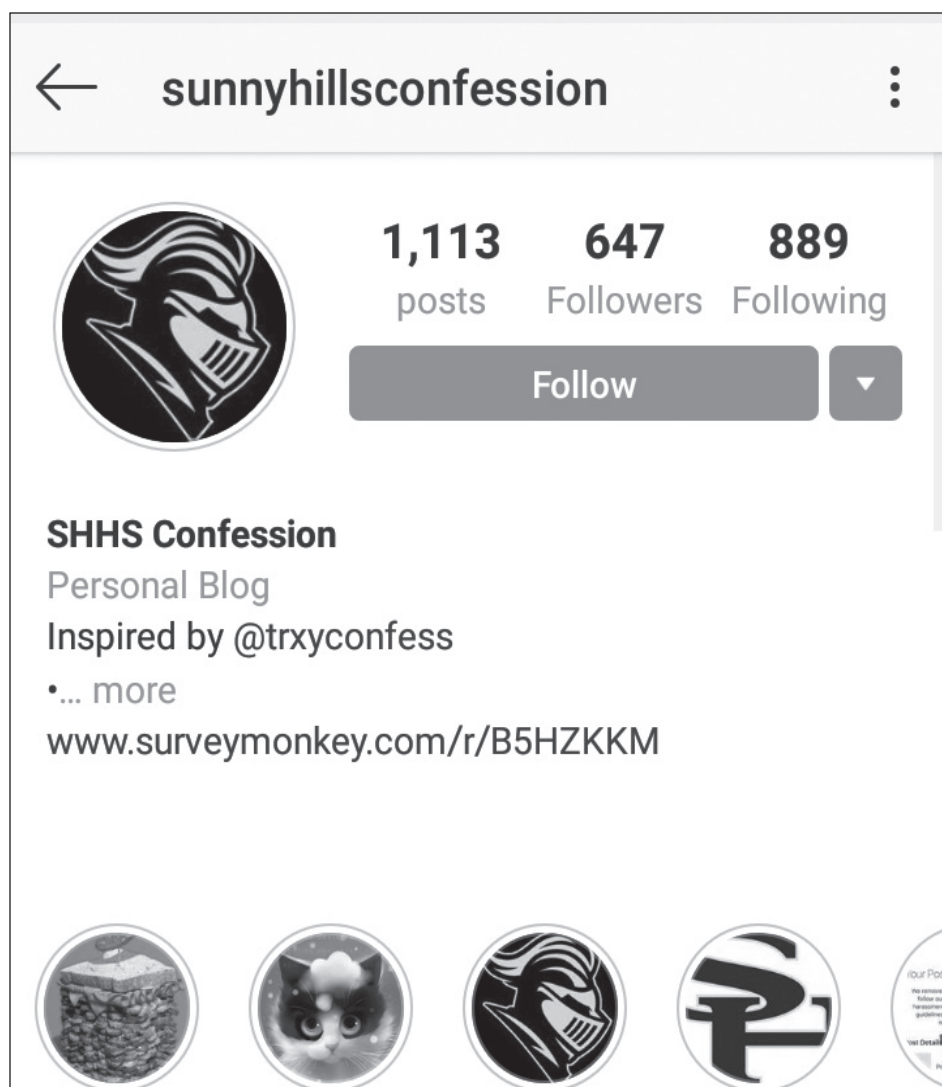 sunnyhillsconfession
1,113 647 889
posts Followers Following
Follow
SHHS Confession
Personal Blog
Inspired by @trxyconfess
•... more
www.surveymonkey.com/r/B5HZKKM
SL